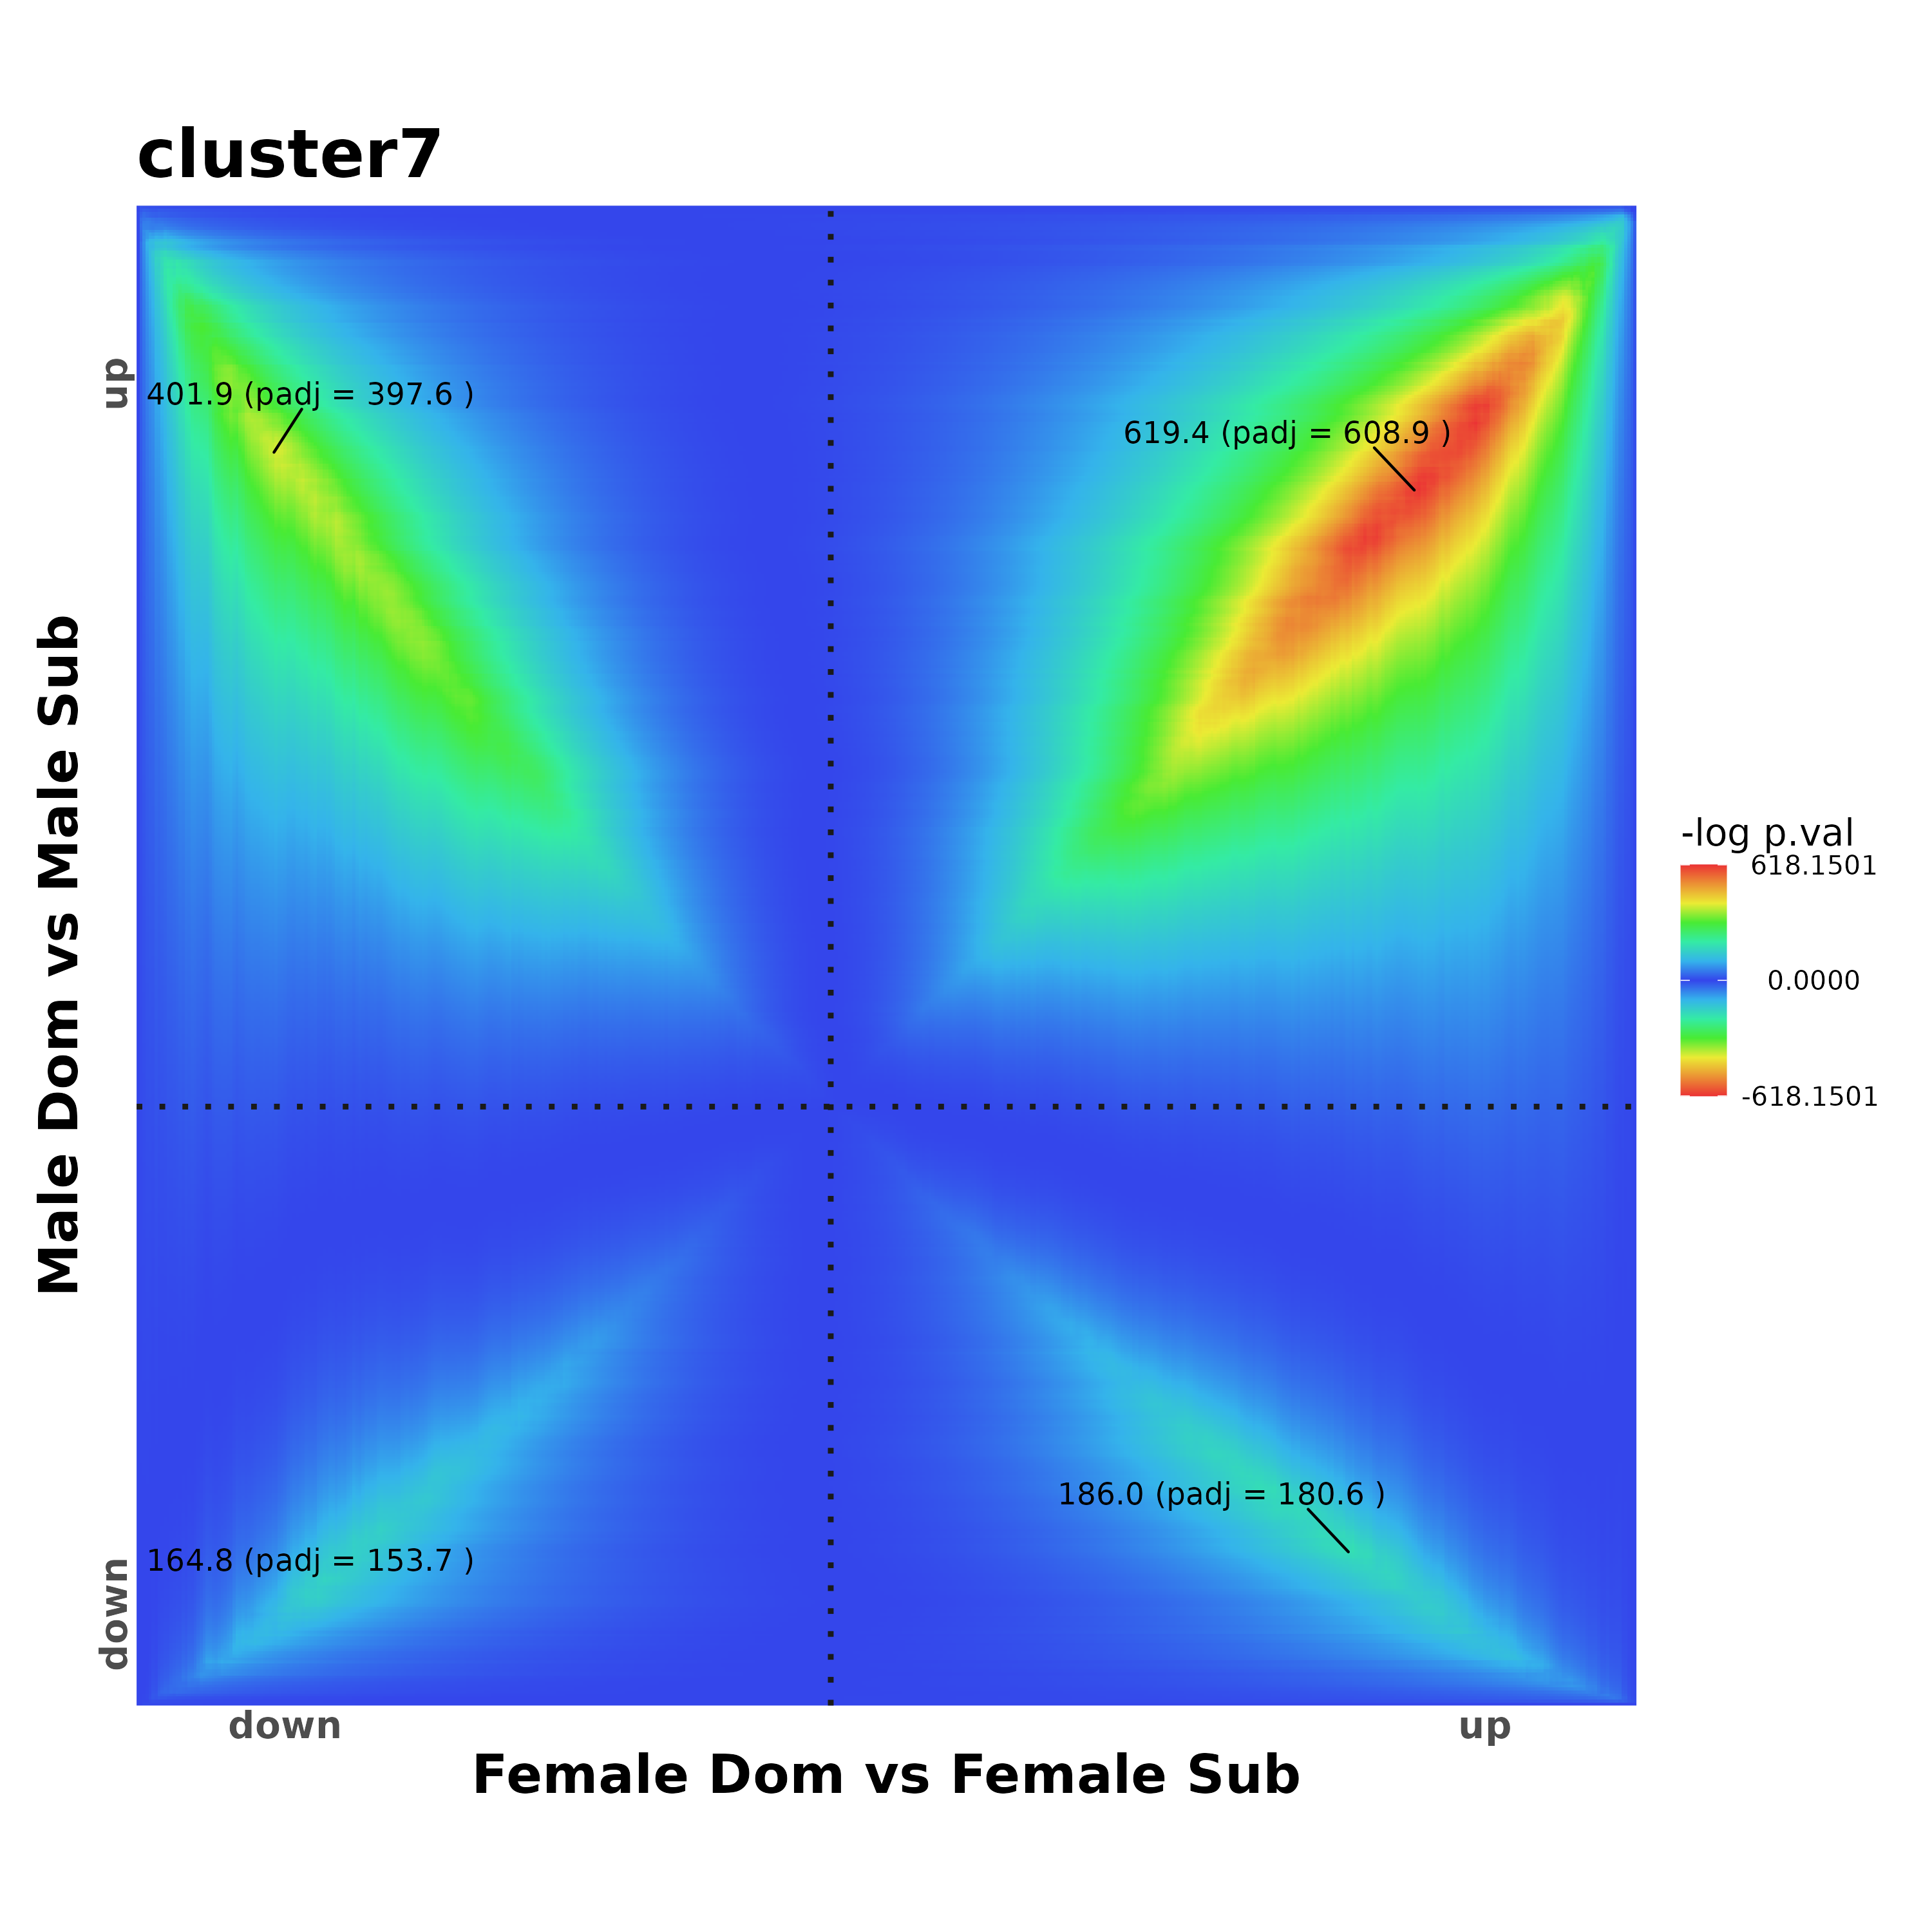 cluster7
up
401.9 (padj = 397.6 )
619.4 (padj = 608.9 )
Male Dom vs Male Sub
-log p.val
618.1501
0.0000
-618.1501
186.0 (padj = 180.6 )
164.8 (padj = 153.7 )
down
down
up
Female Dom vs Female Sub